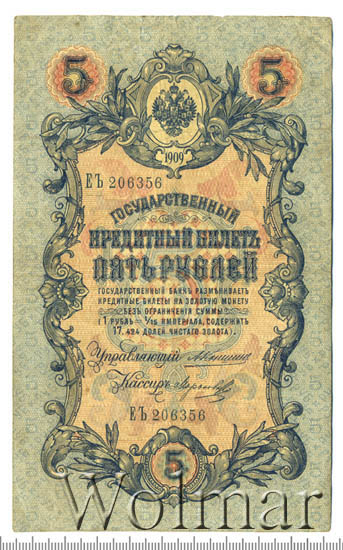 5 5
1909
ЕЪ 206356
ГОСУДАРСТВЕННЫЙ
КРЕДИТНЫЙ БИЛЕТЪ
ПЯТЬ РУБЛЕЙ
ГОСУДАРСТВЕННЫЙ БАНКЪ РАЗМѢНИВАЕТЪ
КРЕДИТНЫЕ БИЛЕТЫ НА ЗОЛОТУЮ МОНЕТУ
БЕЗЪ ОГРАНИЧЕНІЯ СУММЫ
(1 РУБЛЬ = 1/15 ИМПЕРІАЛА, СОДЕРЖИТЪ
17,424 ДОЛЕЙ ЧИСТАГО ЗОЛОТА).
Управляющій
Кассиръ
ЕЪ 206356
5
Wolmar